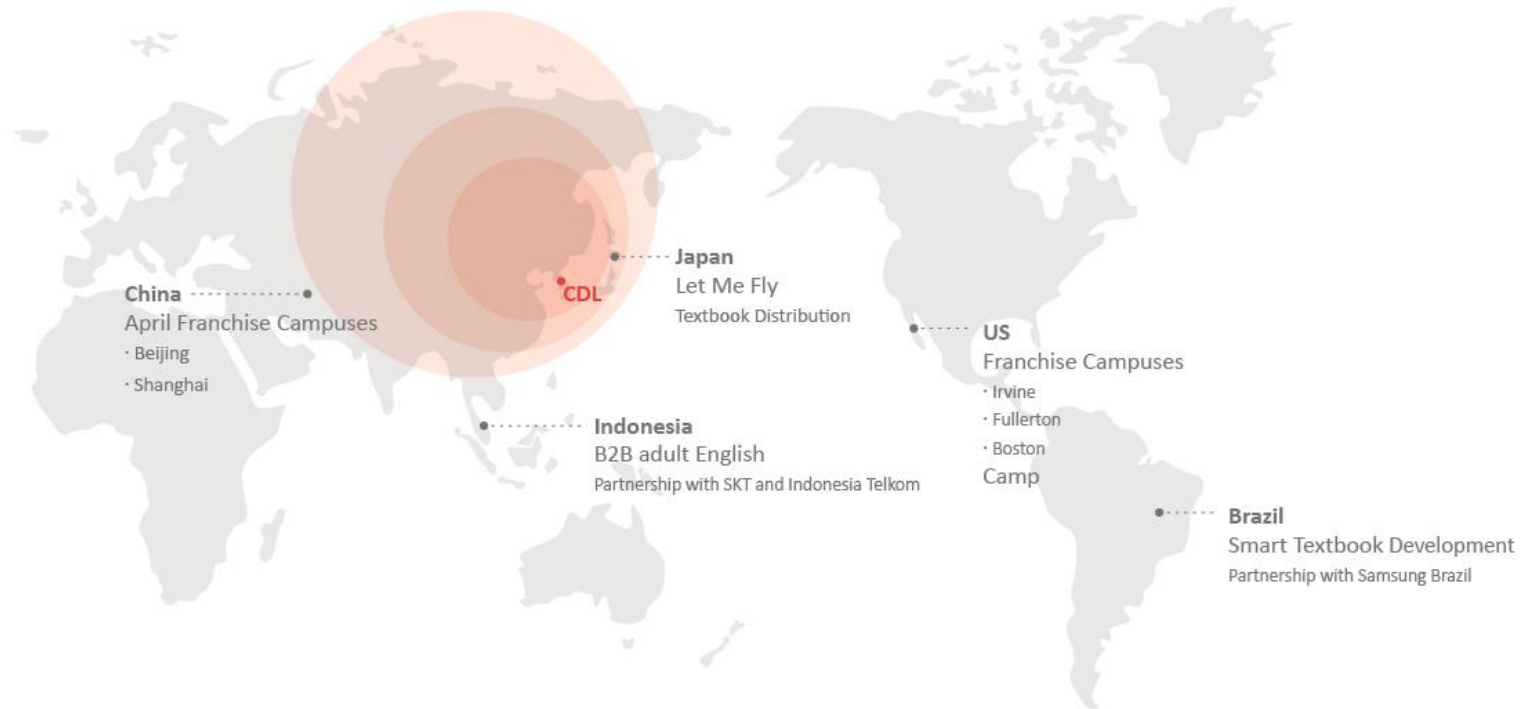 China
April Franchise Campuses
· Beijing
· Shanghai
CDL
Japan
Let Me Fly
Textbook Distribution
Indonesia
B2B adult English
Partnership with SKT and Indonesia Telkom
US
Franchise Campuses
· Irvine
· Fullerton
· Boston
Camp
Brazil
Smart Textbook Development
Partnership with Samsung Brazil